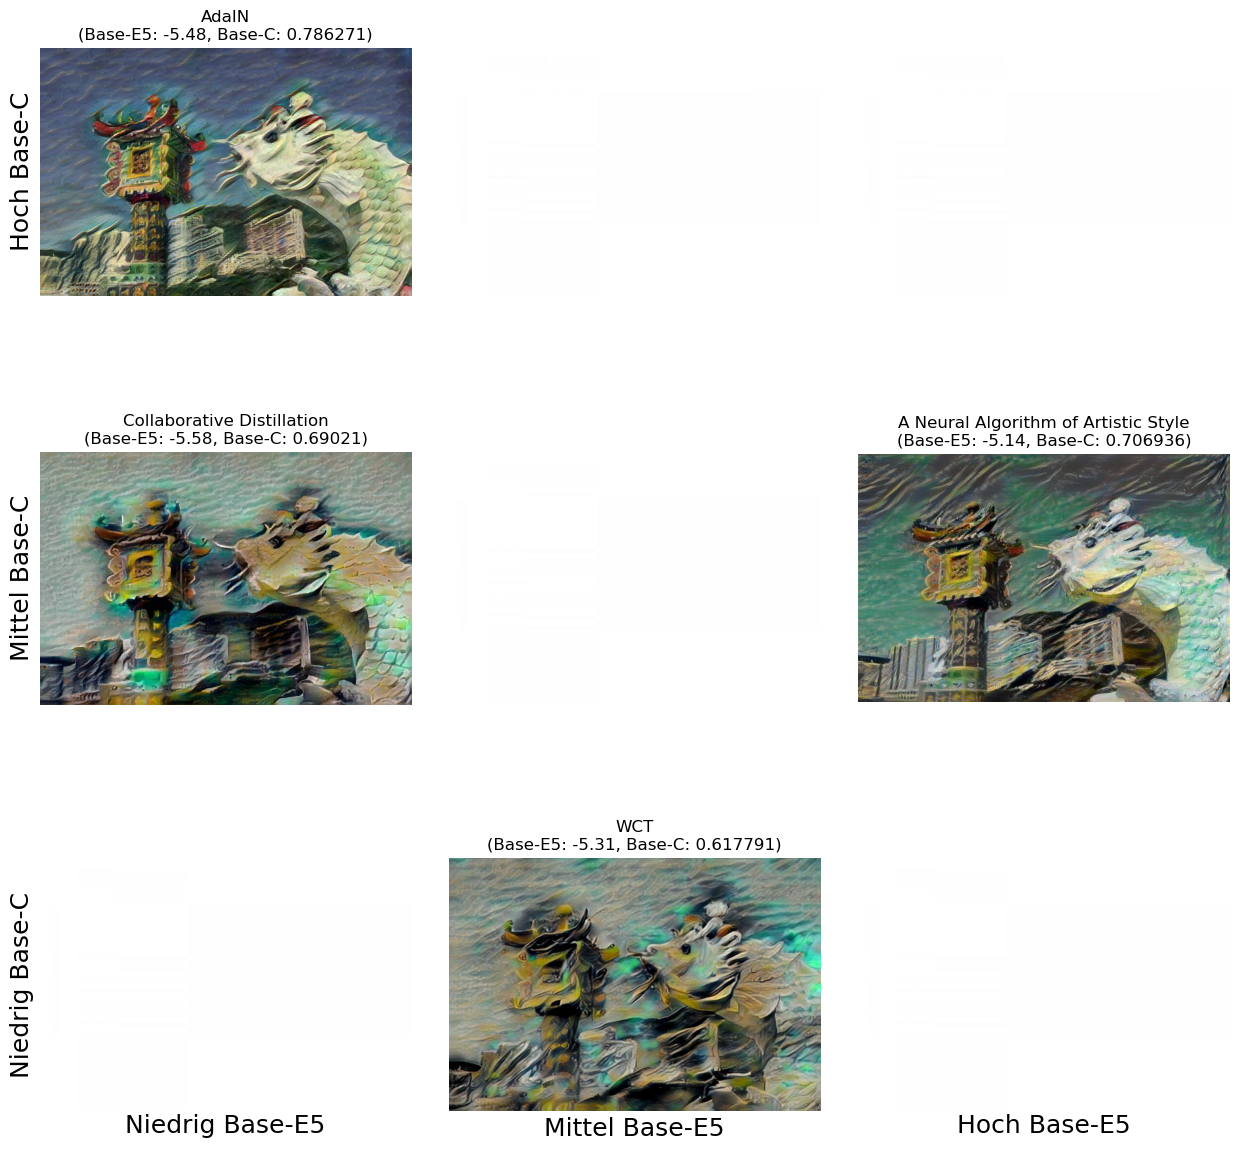 AdaIN
(Base-E5: -5.48, Base-C: 0.786271)
Hoch Base-C
Collaborative Distillation
(Base-E5: -5.58, Base-C: 0.69021)
A Neural Algorithm of Artistic Style
(Base-E5: -5.14, Base-C: 0.706936)
Mittel Base-C
WCT
(Base-E5: -5.31, Base-C: 0.617791)
Niedrig Base-C
Niedrig Base-E5
Mittel Base-E5
Hoch Base-E5